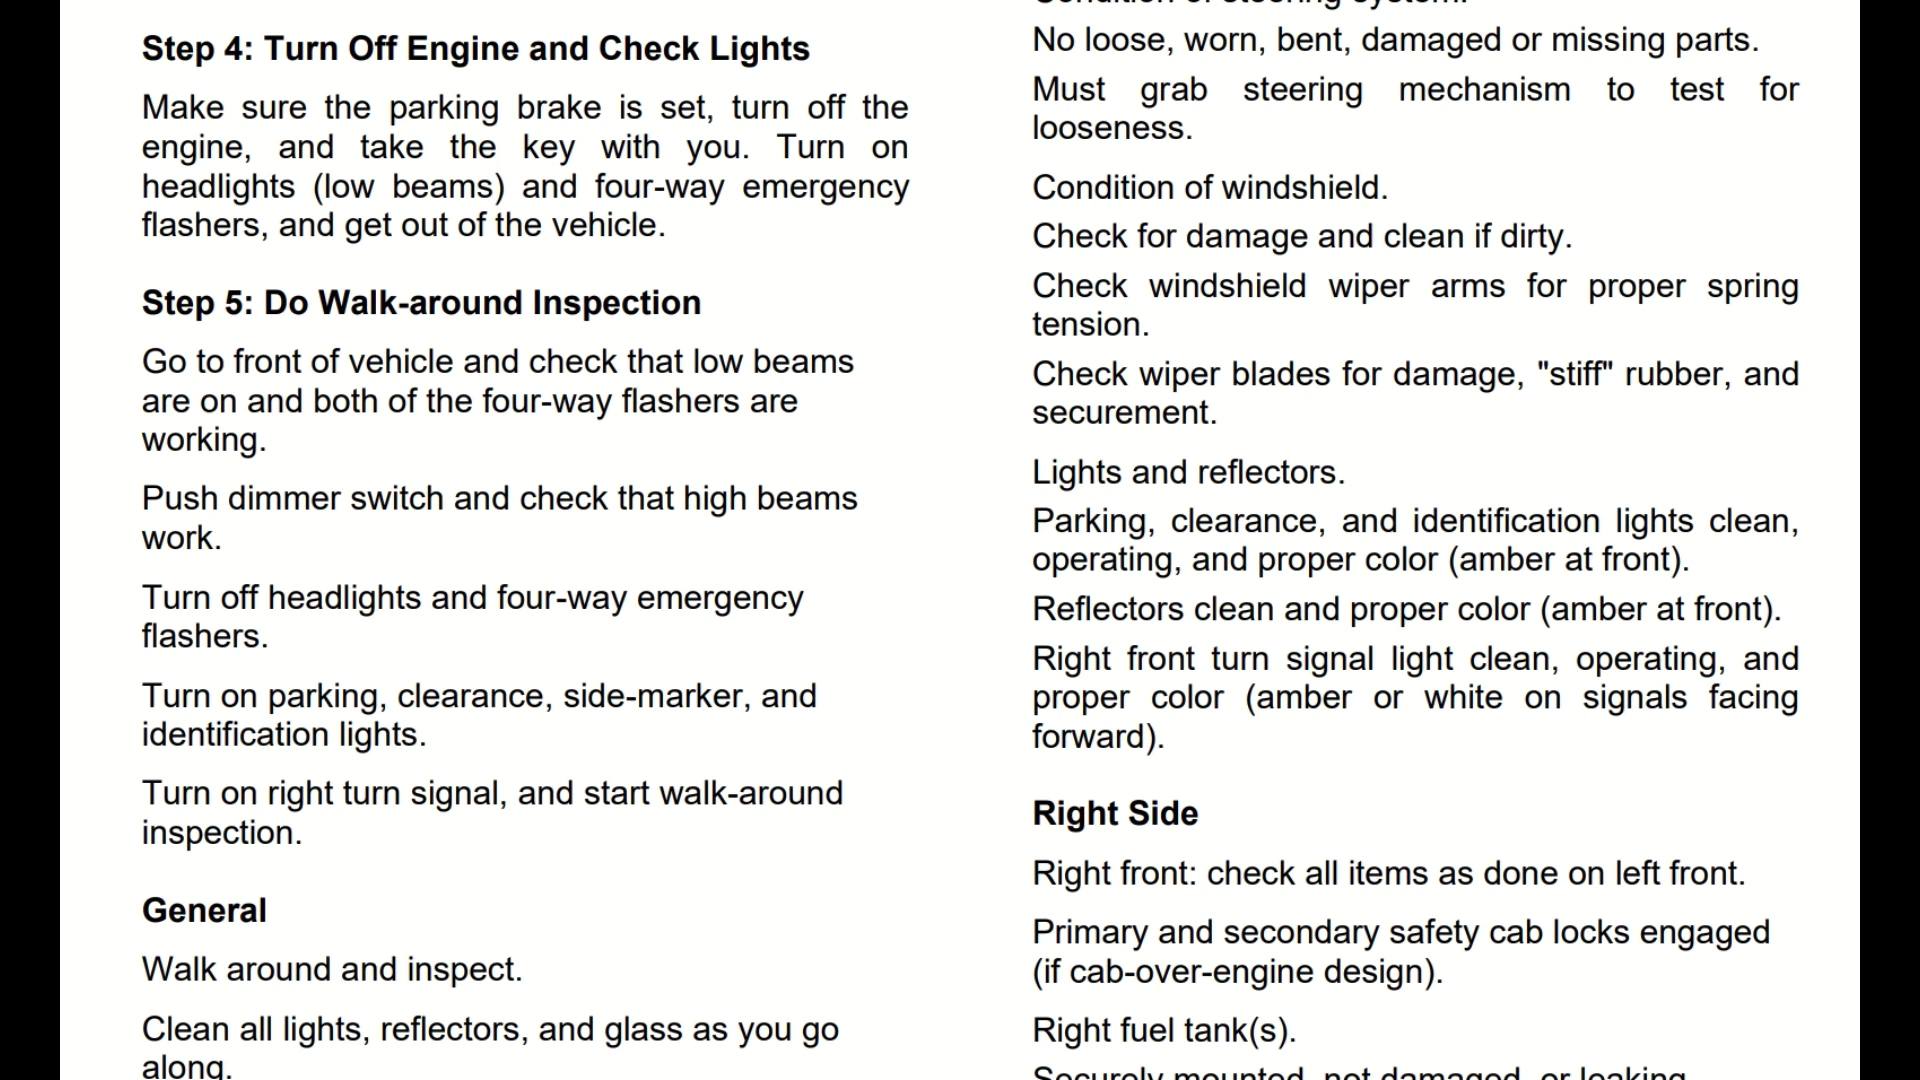 Step 4: Turn Off Engine and Check Lights
Make sure the parking brake is set, turn off the
engine, and take the key with you. Turn on
headlights (low beams) and four-way emergency
flashers, and get out of the vehicle.
Step 5: Do Walk-around Inspection
Go to front of vehicle and check that low beams
are on and both of the four-way flashers are
working.
Push dimmer switch and check that high beams
work.
Turn off headlights and four-way emergency
flashers.
Turn on parking, clearance, side-marker, and
identification lights.
Turn on right turn signal, and start walk-around
inspection.
General
Walk around and inspect.
Clean all lights, reflectors, and glass as you go
along.
Condition of steering system.
No loose, worn, bent, damaged or missing parts.
Must grab steering mechanism to test for
looseness.
Condition of windshield.
Check for damage and clean if dirty.
Check windshield wiper arms for proper spring
tension.
Check wiper blades for damage, "stiff" rubber, and
securement.
Lights and reflectors.
Parking, clearance, and identification lights clean,
operating, and proper color (amber at front).
Reflectors clean and proper color (amber at front).
Right front turn signal light clean, operating, and
proper color (amber or white on signals facing
forward).
Right Side
Right front: check all items as done on left front.
Primary and secondary safety cab locks engaged
(if cab-over-engine design).
Right fuel tank(s).
Securely mounted, not damaged, or leaking.